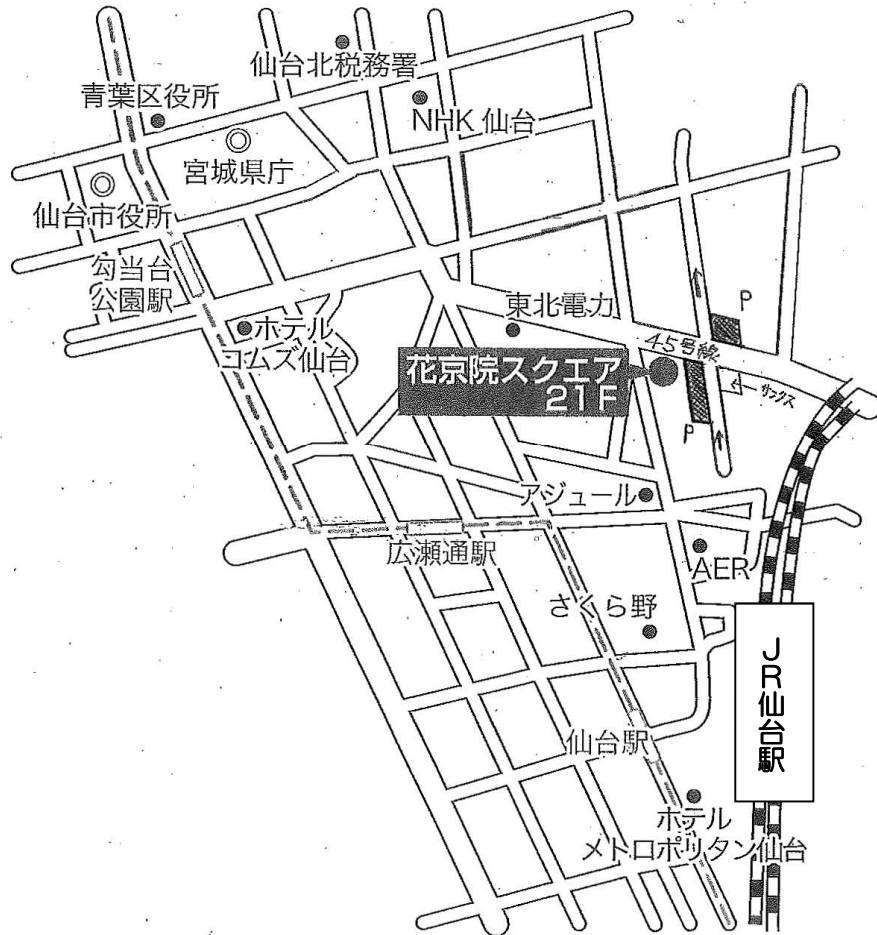 仙台北税務署
青葉区役所
NHK 仙台
宮城県庁
仙台市役所
勾当台
公園駅
P
東北電力
ホテル
コムズ仙台
45号線
花京院スクエア
21F
サンクス
P
アジュール
広瀬通駅
AER
さくら野
JR仙台駅
仙台駅
ホテル
メトロポリタン仙台